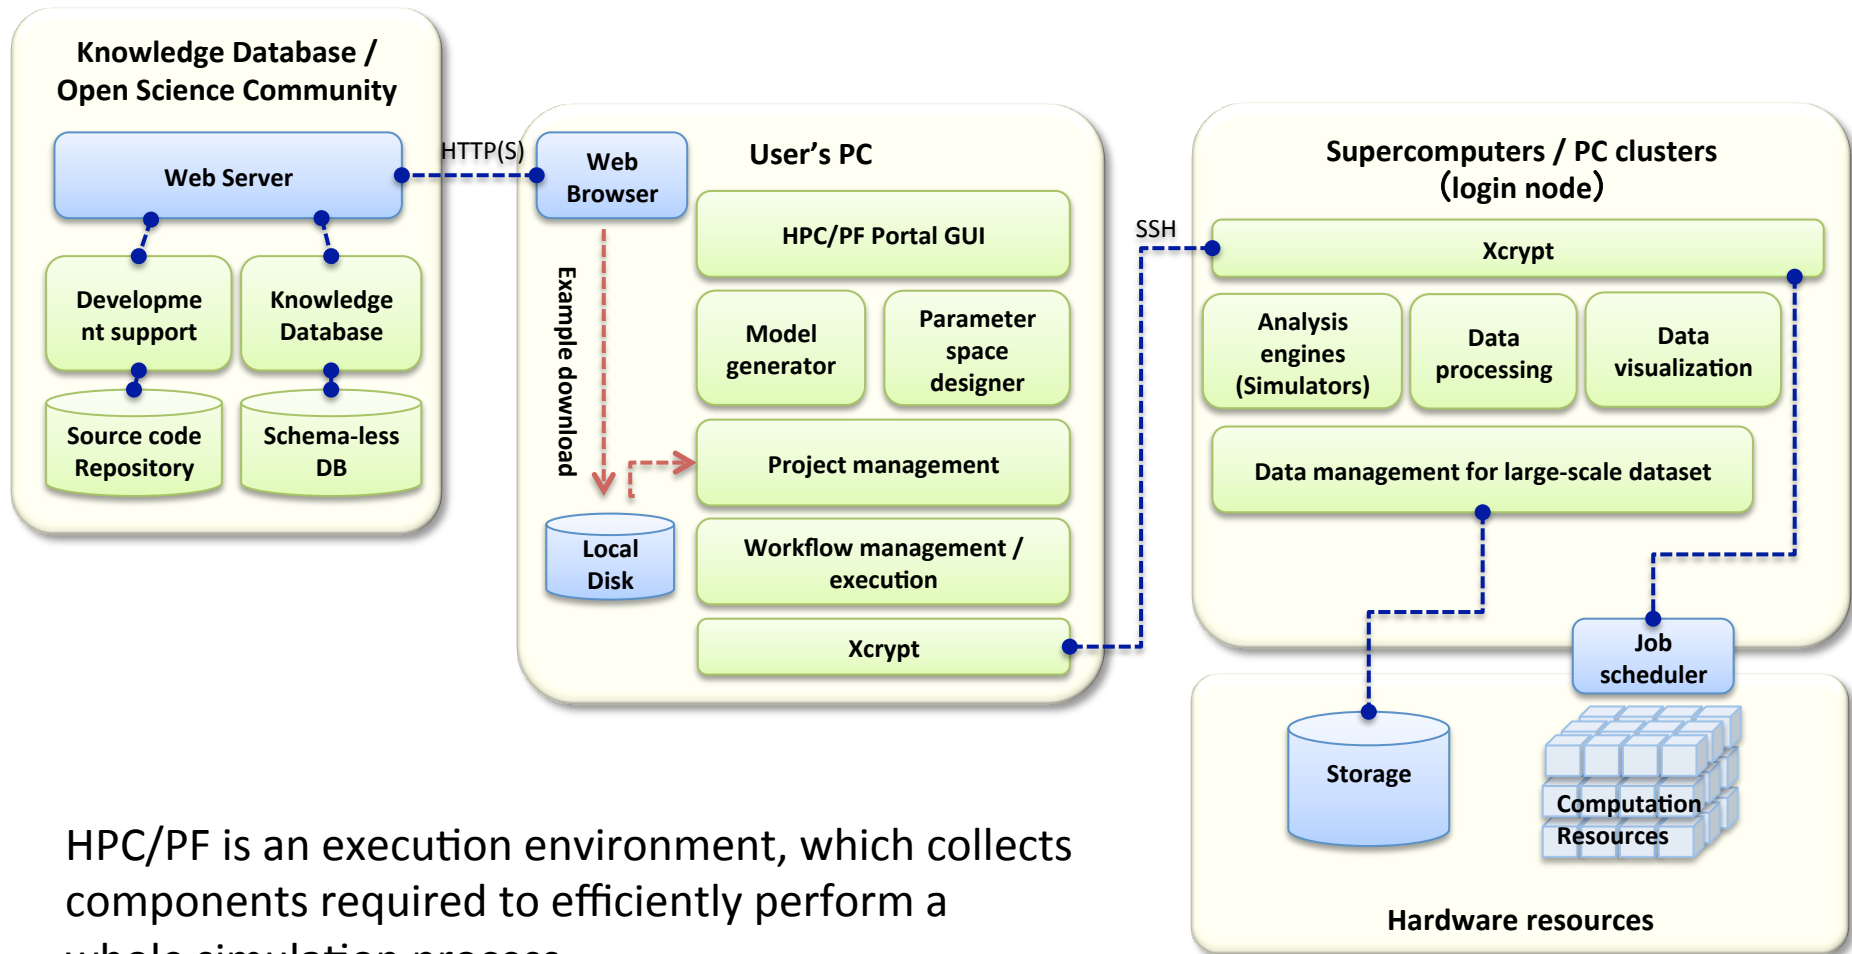 Knowledge Database /
Open Science Community
Web Server
Developme
nt support
Knowledge
Database
Source code
Repository
Schema-less
DB
HTTP(S)
Web
Browser
User's PC
HPC/PF Portal GUI
Example download
Model
generator
Parameter
space
designer
Project management
Local
Disk
Workflow management /
execution
Xcrypt
SSH
Supercomputers / PC clusters
（login node）
Xcrypt
Analysis
engines
(Simulators)
Data
processing
Data
visualization
Data management for large-scale dataset
Job
scheduler
Storage
Computation
Resources
Hardware resources
HPC/PF is an execution environment, which collects
components required to efficiently perform a
whole simulation process